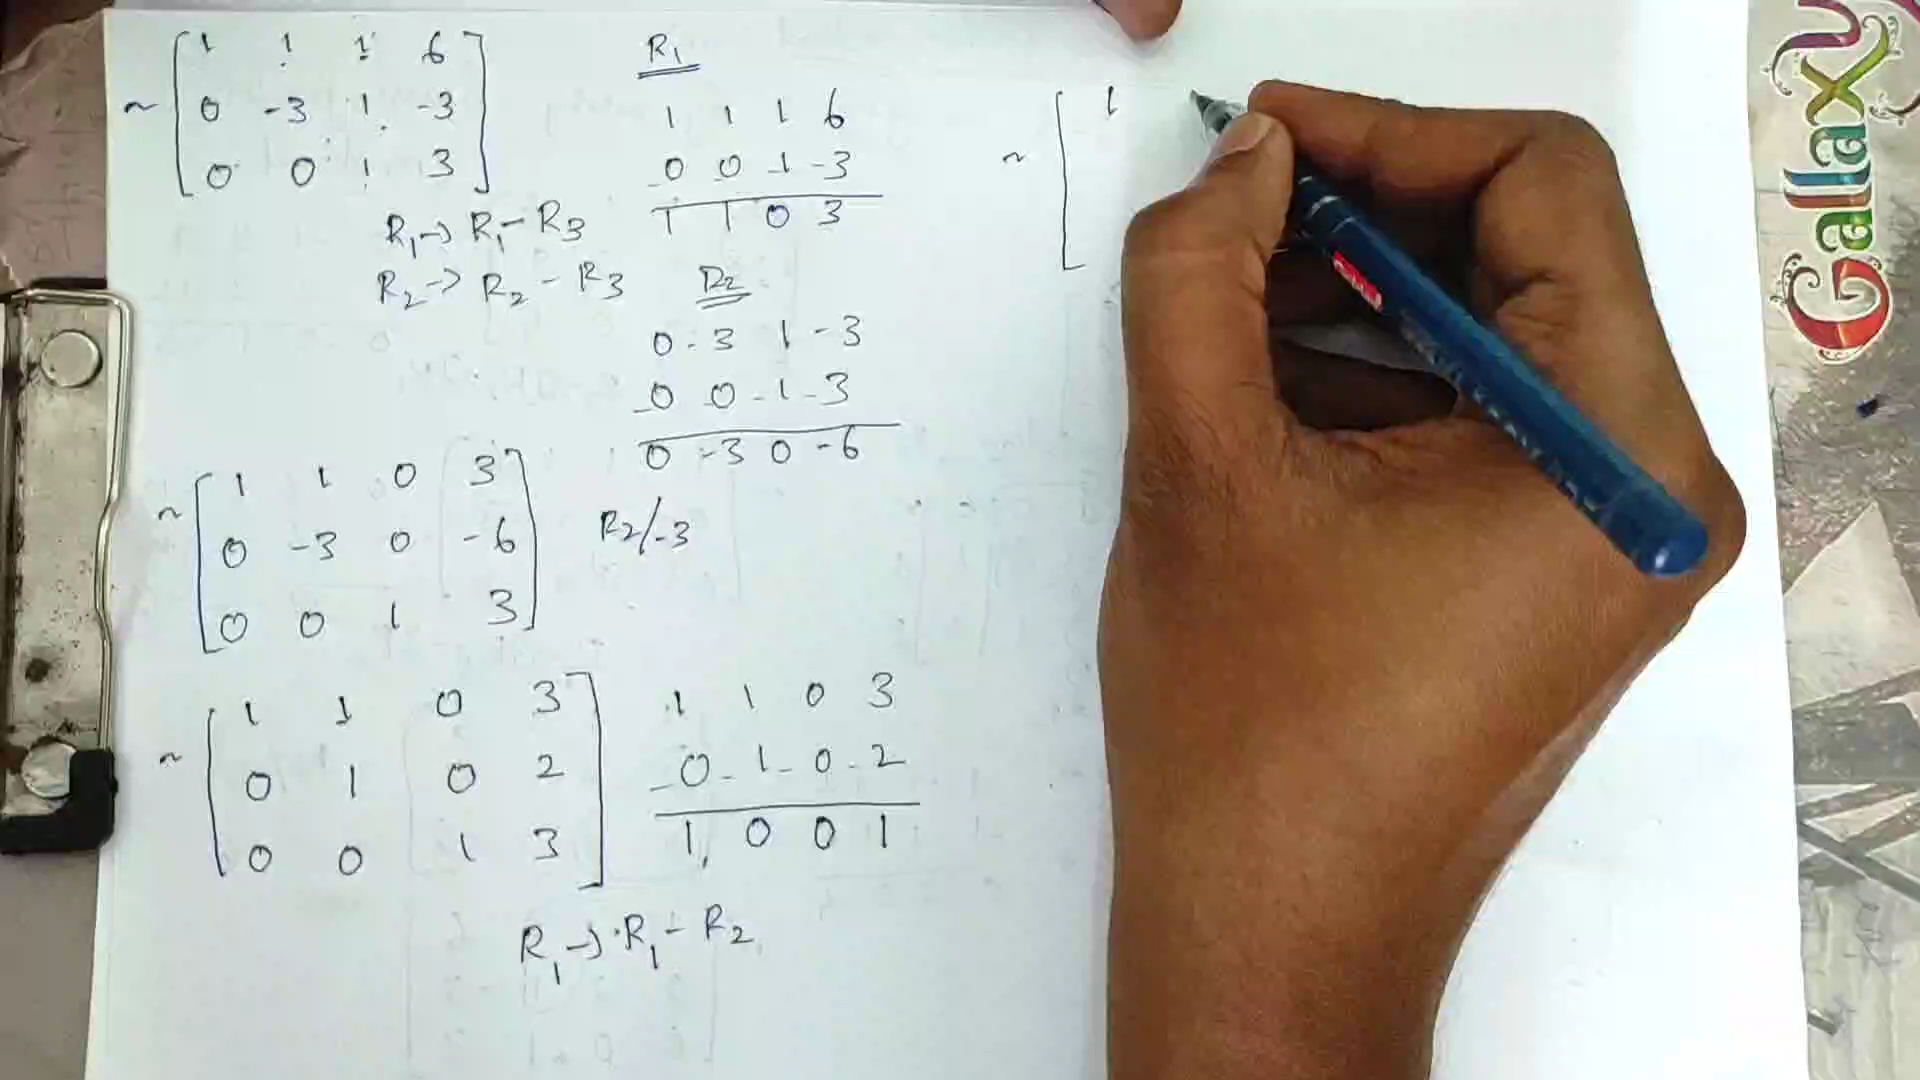 ~ [ 1 1 1 6 ]
[ 0 -3 1 -3 ]
[ 0 0 1 3 ]
R1 → R1 - R3
R2 → R2 - R3
R1
1 1 1 6
- 0 0 -1 -3
1 1 0 3
R2
0 -3 1 -3
- 0 0 -1 -3
0 -3 0 -6
~ [ 1 1 0 3 ]
[ 0 -3 0 -6 ]
[ 0 0 1 3 ]
R2/-3
~ [ 1 1 0 3 ]
[ 0 1 0 2 ]
[ 0 0 1 3 ]
1 1 0 3
- 0 - 1 - 0 - 2
1 0 0 1
R1 → R1 - R2
~ [ 1
GallaxY